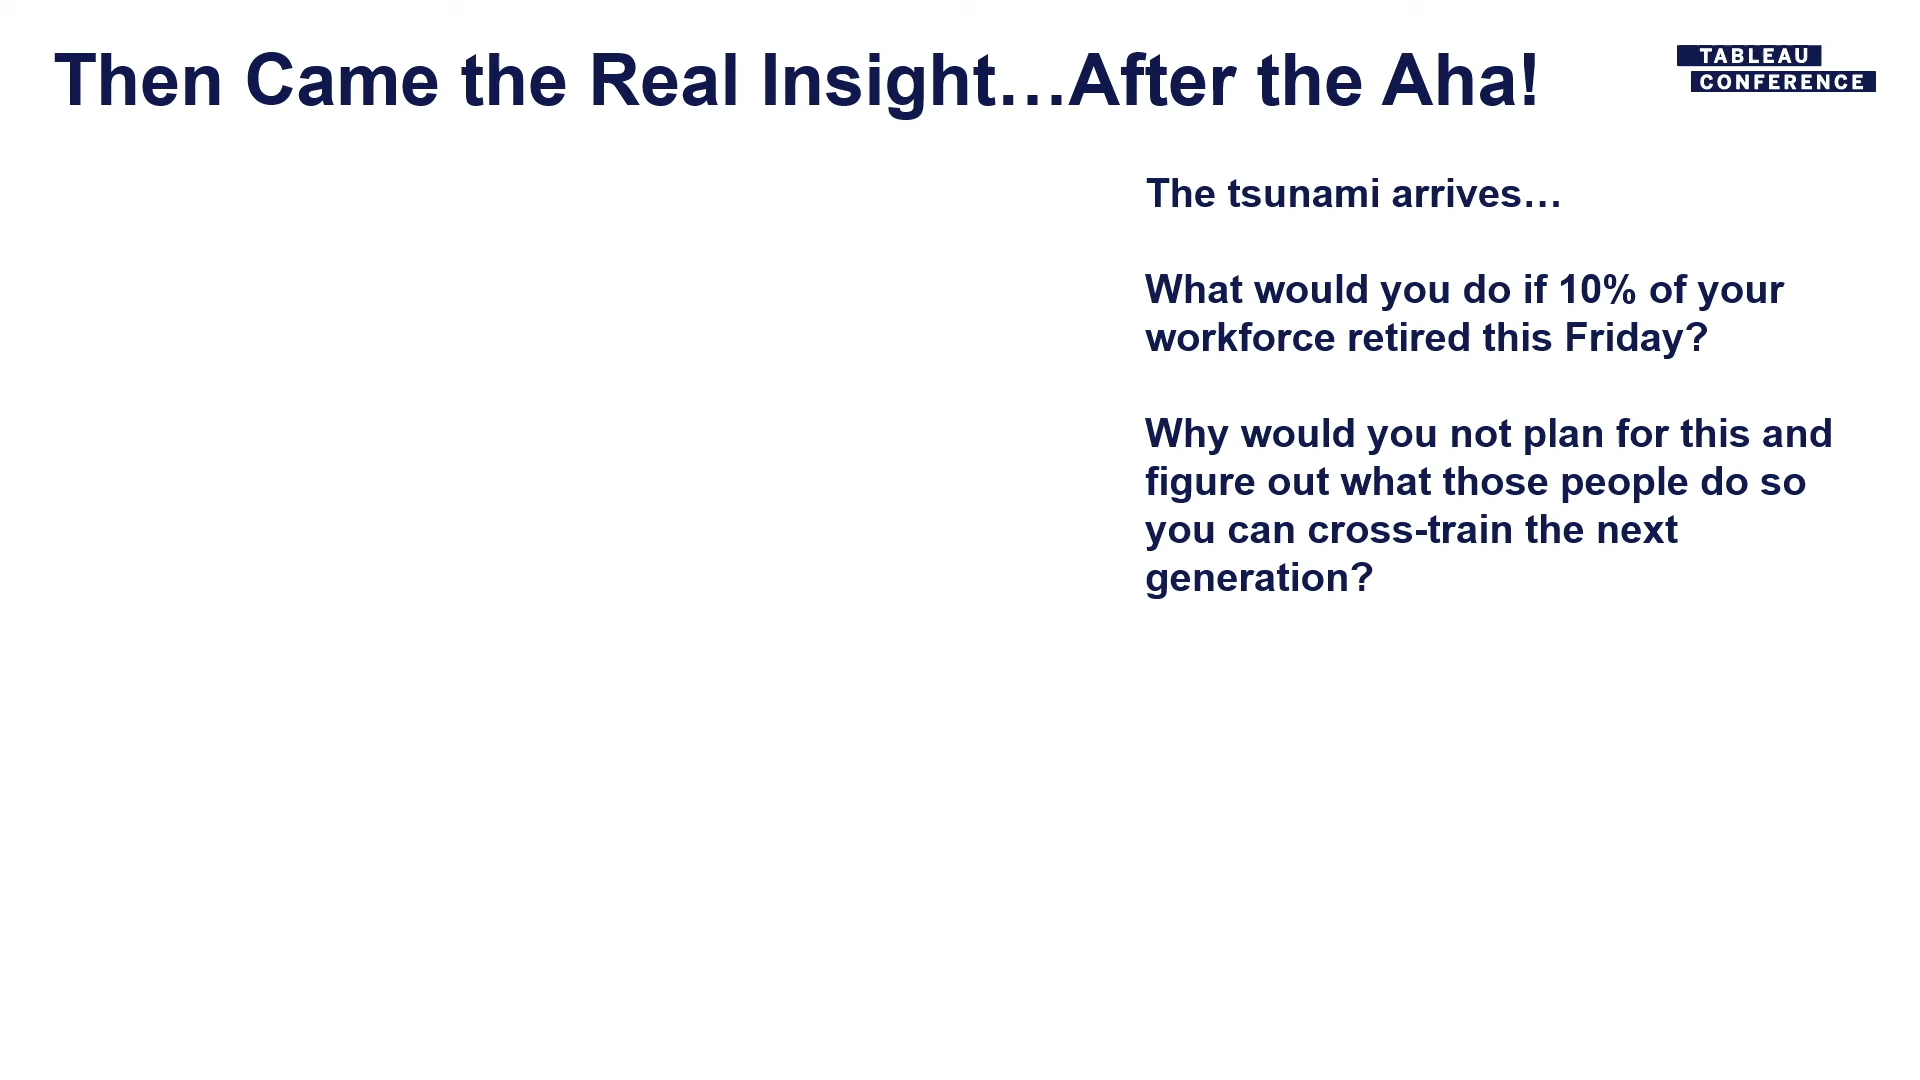 Then Came the Real Insight…After the Aha!
TABLEAU
CONFERENCE
The tsunami arrives…
What would you do if 10% of your
workforce retired this Friday?
Why would you not plan for this and
figure out what those people do so
you can cross-train the next
generation?